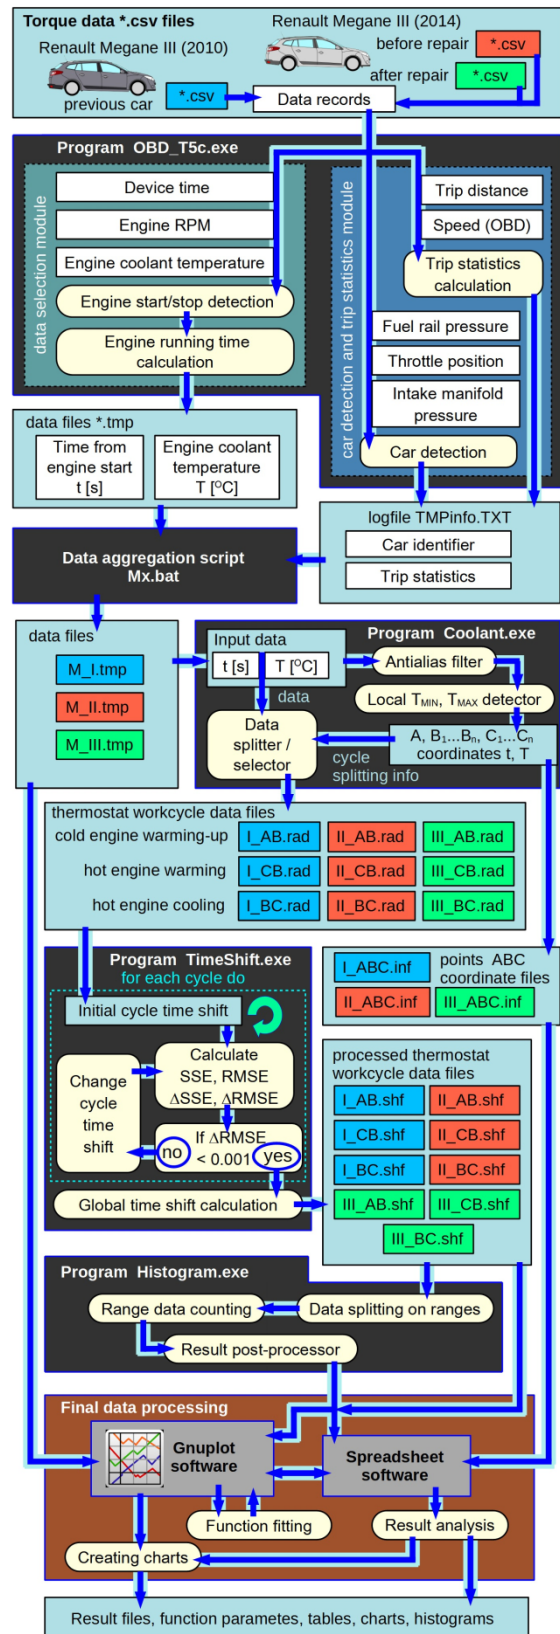 Torque data *.csv files
Renault Megane III (2014)
Renault Megane III (2010)
before repair
*.csv
after repair
*.csv
previous car
*.csv
Data records
Program OBD_T5c.exe
data selection module
Device time
Engine RPM
Engine coolant temperature
Engine start/stop detection
Engine running time
calculation
car detection and trip statistics module
Trip distance
Speed (OBD)
Trip statistics
calculation
Fuel rail pressure
Throttle position
Intake manifold
pressure
Car detection
data files *.tmp
Time from
engine start
t [s]
Engine coolant
temperature
T [ᴼC]
logfile TMPinfo.TXT
Car identifier
Trip statistics
Data aggregation script
Mx.bat
data files
M_I.tmp
M_II.tmp
M_III.tmp
Program Coolant.exe
Input data
t [s]
T [ᴼC]
Antialias filter
Local TMIN, TMAX detector
data
Data
splitter /
selector
A, B₁...Bₙ, C₁...Cₙ
coordinates t, T
cycle
splitting info
thermostat workcycle data files
cold engine warming-up
I_AB.rad
II_AB.rad
III_AB.rad
hot engine warming
I_CB.rad
II_CB.rad
III_CB.rad
hot engine cooling
I_BC.rad
II_BC.rad
III_BC.rad
Program TimeShift.exe
for each cycle do
Initial cycle time shift
Calculate
SSE, RMSE
ΔSSE, ΔRMSE
Change
cycle
time
shift
If ΔRMSE
< 0.001
no
yes
Global time shift calculation
I_ABC.inf
points ABC
coordinate files
II_ABC.inf
III_ABC.inf
processed thermostat
workcycle data files
I_AB.shf
II_AB.shf
I_CB.shf
II_CB.shf
I_BC.shf
II_BC.shf
III_AB.shf
III_CB.shf
III_BC.shf
Program Histogram.exe
Range data counting
Data splitting on ranges
Result post-processor
Final data processing
Gnuplot
software
Spreadsheet
software
Function fitting
Result analysis
Creating charts
Result files, function parametes, tables, charts, histograms